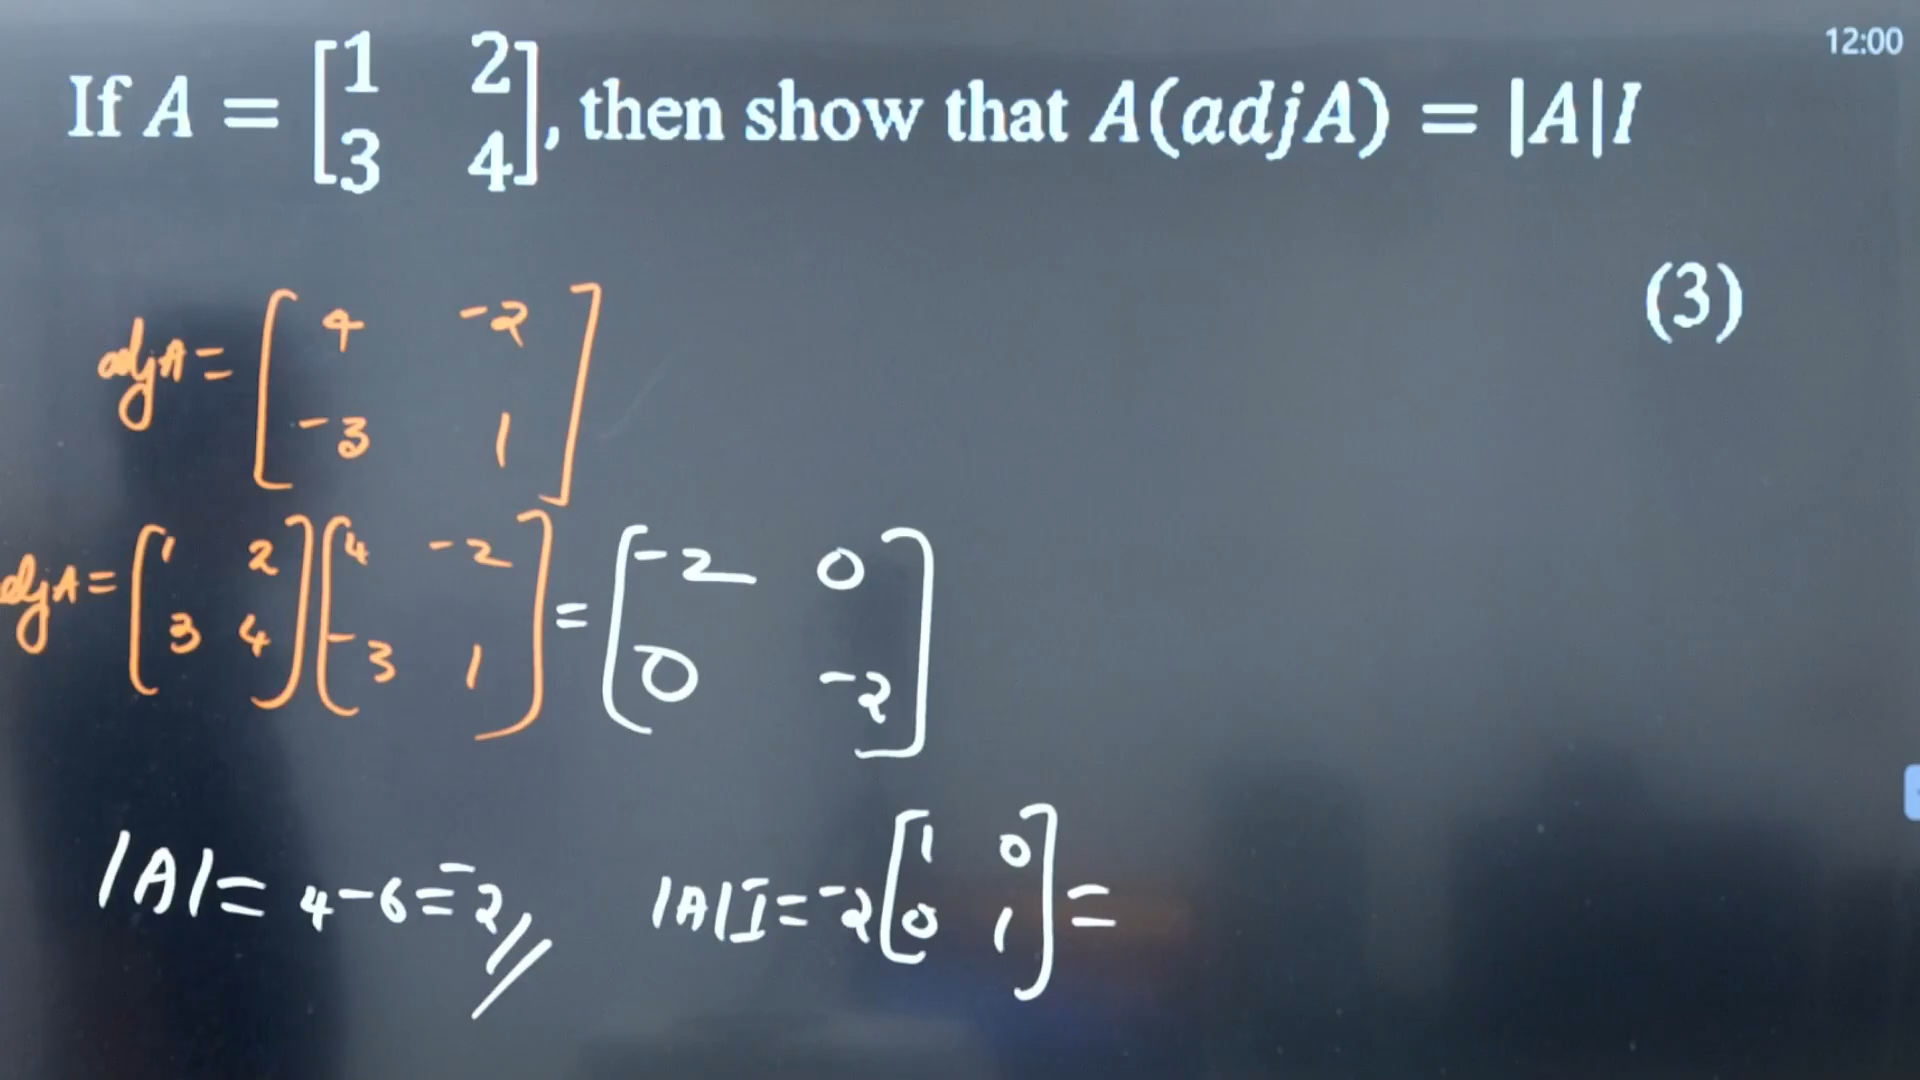 12:00
If A = [1 2
3 4], then show that A(adjA) = |A|I
(3)
adjA = [4 -2
-3 1]
adjA = [1 2
3 4] [4 -2
-3 1] = [-2 0
0 -2]
|A| = 4-6 = -2 //
|A|I = -2 [1 0
0 1] =